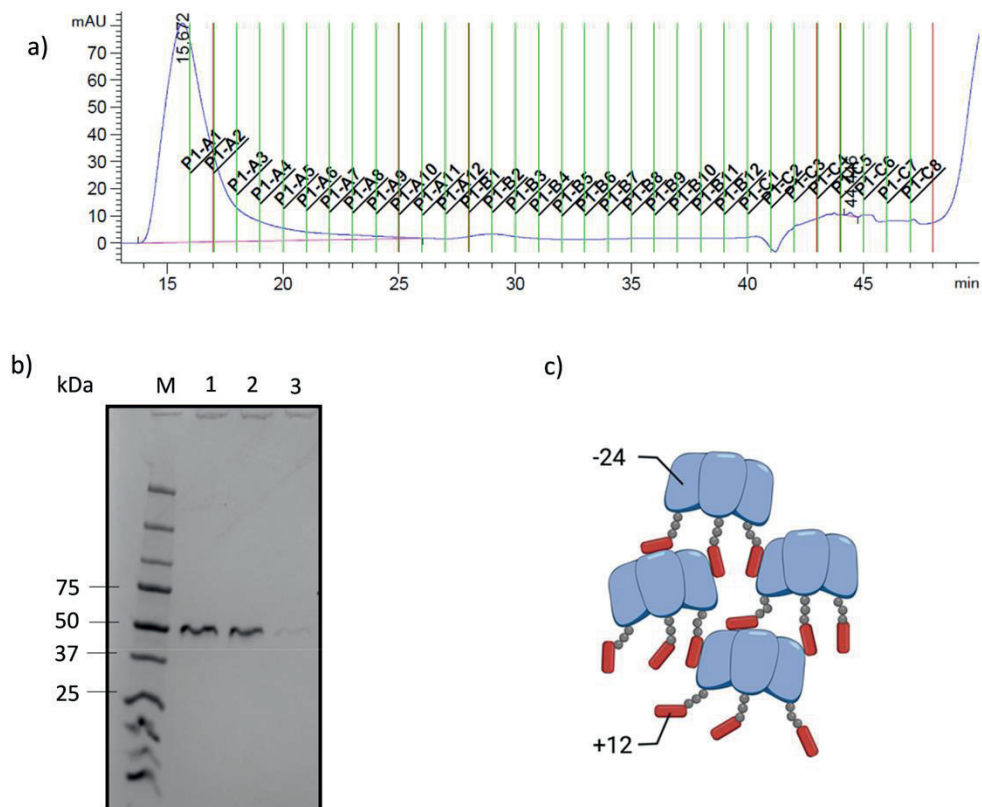 a)
mAU
70
60
50
40
30
20
10
0
15.672
P1-A1
P1-A2
P1-A3
P1-A4
P1-A5
P1-A6
P1-A7
P1-A8
P1-A9
P1-A10
P1-A11
P1-A12
P1-B1
P1-B2
P1-B3
P1-B4
P1-B5
P1-B6
P1-B7
P1-B8
P1-B9
P1-B10
P1-B11
P1-B12
P1-C1
P1-C2
P1-C3
P1-C4
P1-C5
P1-C6
P1-C7
P1-C8
15 20 25 30 35 40 45 min
b)
kDa M 1 2 3
75
50
37
25
c)
-24
+12